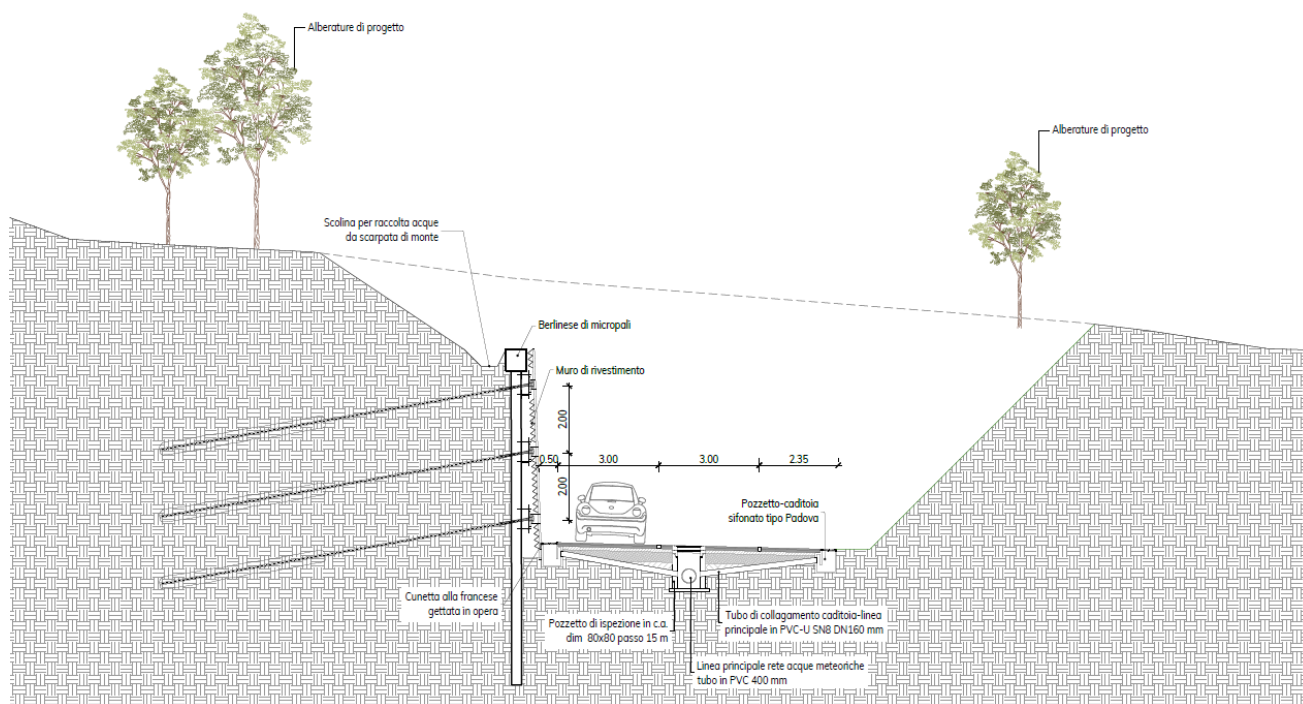 Alberature di progetto
Alberature di progetto
Scolina per raccolta acque
da scarpata di monte
Berlinese di micropali
Muro di rivestimento
2.00
0.50
3.00
3.00
2.35
2.00
Pozzetto-caditoia
sifonato tipo Padova
Cunetta alla francese
gettata in opera
Pozzetto di ispezione in c.a.
dim 80x80 passo 15 m
Tubo di collagamento caditoia-linea
principale in PVC-U SN8 DN160 mm
Linea principale rete acque meteoriche
tubo in PVC 400 mm